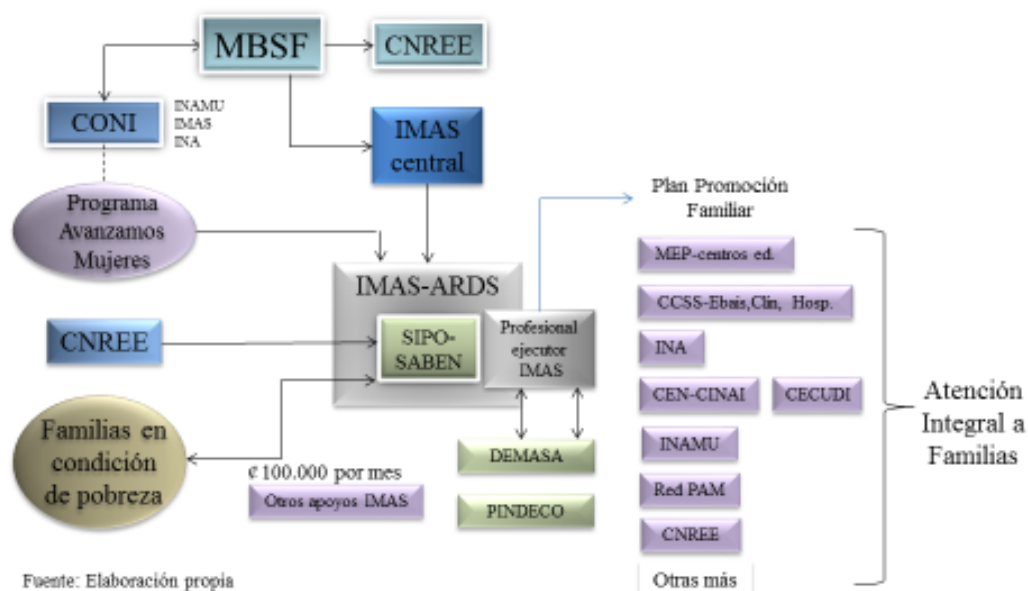 MBSF
CNREE
CONI
INAMU
IMAS
INA
IMAS
central
Programa
Avanzamos
Mujeres
Plan Promoción
Familiar
IMAS-ARDS
SIPO-
SABEN
Profesional
ejecutor
IMAS
CNREE
Familias en
condición
de pobreza
₡ 100.000 por mes
Otros apoyos IMAS
DEMASA
PINDECO
MEP-centros ed.
CCSS-Ebais,Clín, Hosp.
INA
CEN-CINAI
CECUDI
INAMU
Red PAM
CNREE
Otras más
Atención
Integral a
Familias
Fuente: Elaboración propia